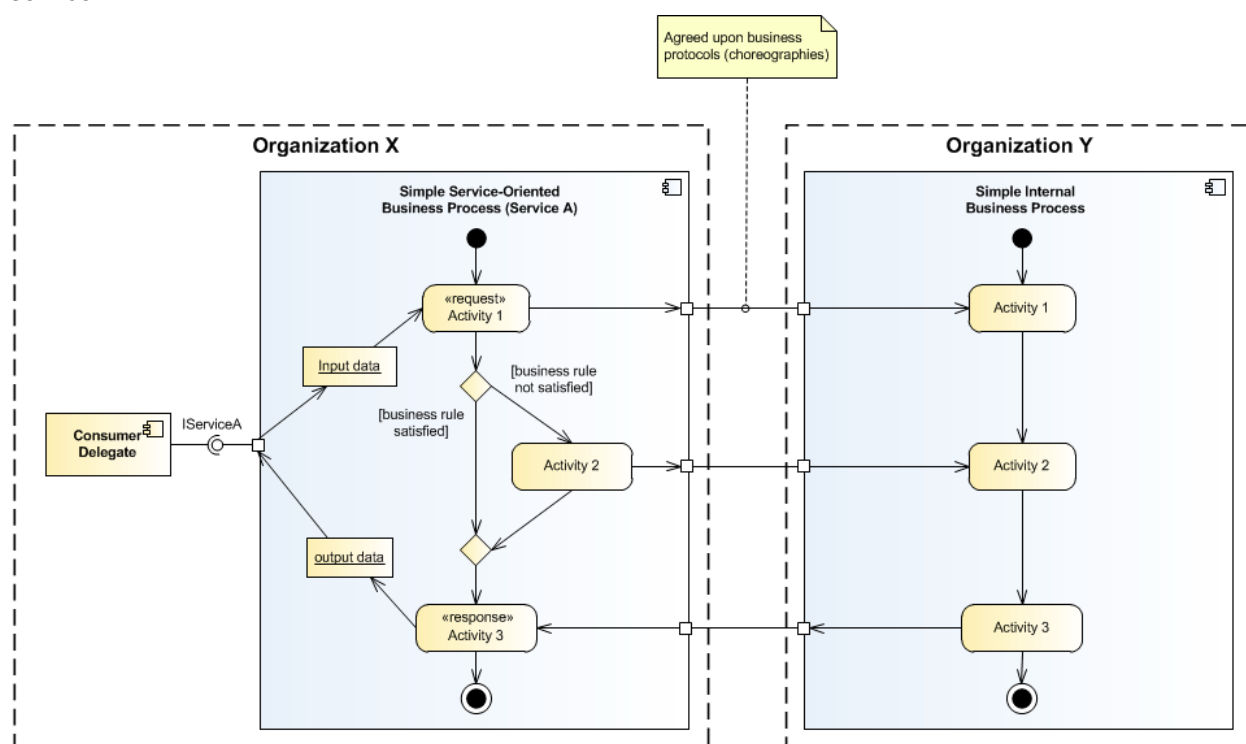 Agreed upon business
protocols (choreographies)
Organization X
Organization Y
Simple Service-Oriented
Business Process (Service A)
Simple Internal
Business Process
«request»
Activity 1
Activity 1
Input data
[business rule
not satisfied]
[business rule
satisfied]
IServiceA
Consumer
Delegate
Activity 2
Activity 2
output data
«response»
Activity 3
Activity 3